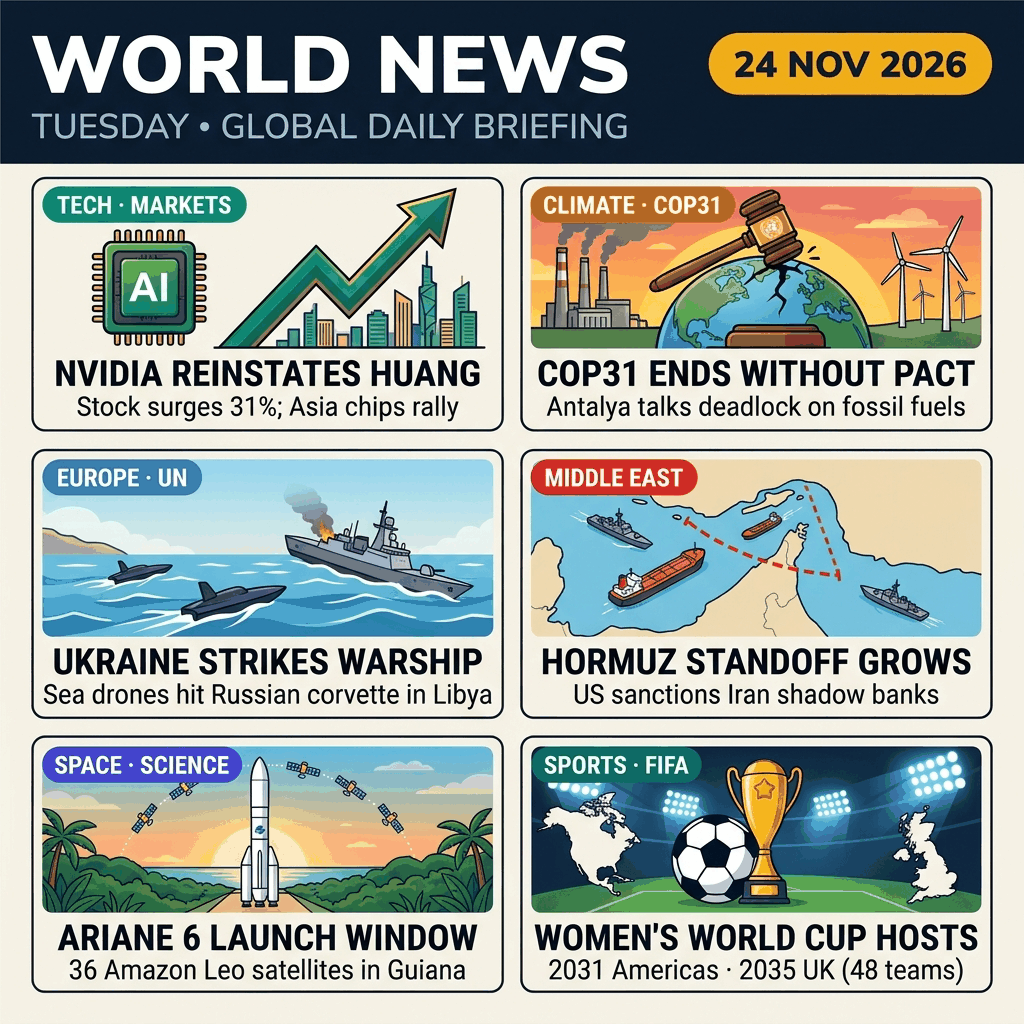 WORLD NEWS
24 NOV 2026
TUESDAY • GLOBAL DAILY BRIEFING
TECH · MARKETS
AI
NVIDIA REINSTATES HUANG
Stock surges 31%; Asia chips rally
CLIMATE · COP31
COP31 ENDS WITHOUT PACT
Antalya talks deadlock on fossil fuels
EUROPE · UN
UKRAINE STRIKES WARSHIP
Sea drones hit Russian corvette in Libya
MIDDLE EAST
HORMUZ STANDOFF GROWS
US sanctions Iran shadow banks
SPACE · SCIENCE
ARIANE 6 LAUNCH WINDOW
36 Amazon Leo satellites in Guiana
SPORTS · FIFA
WOMEN'S WORLD CUP HOSTS
2031 Americas · 2035 UK (48 teams)